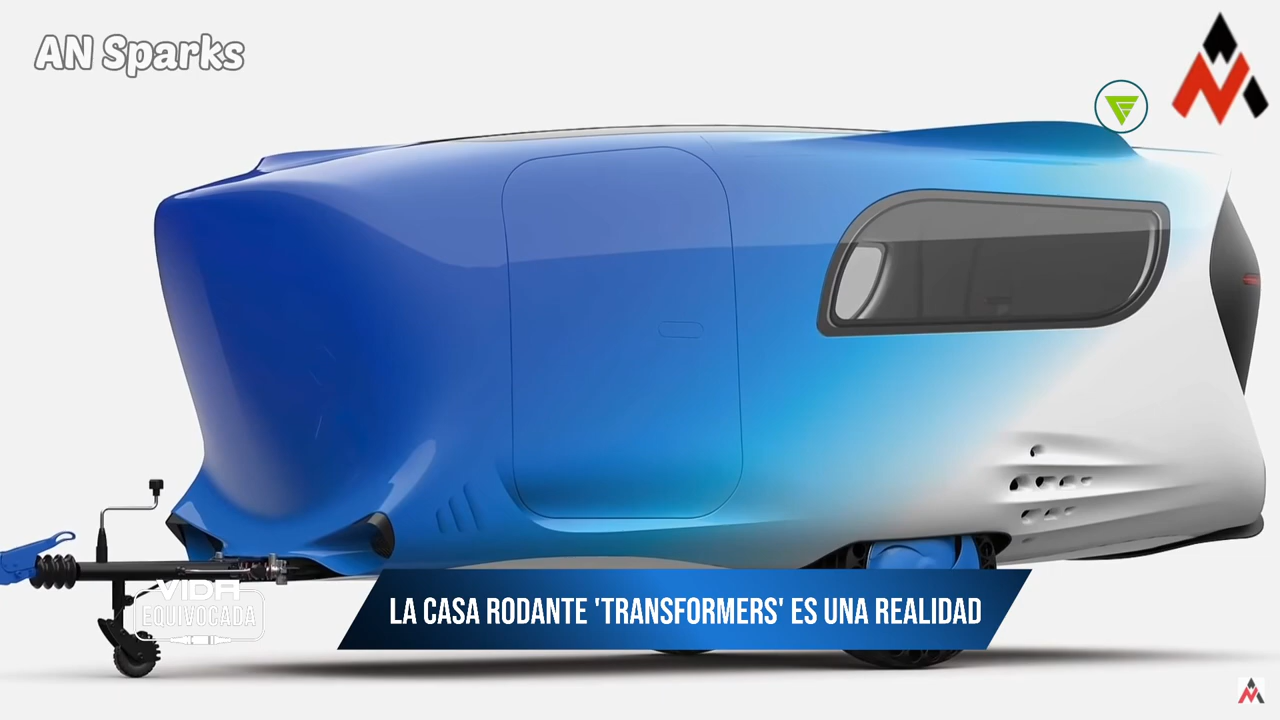 AN Sparks
VIDA
EQUIVOCADA
LA CASA RODANTE 'TRANSFORMERS' ES UNA REALIDAD